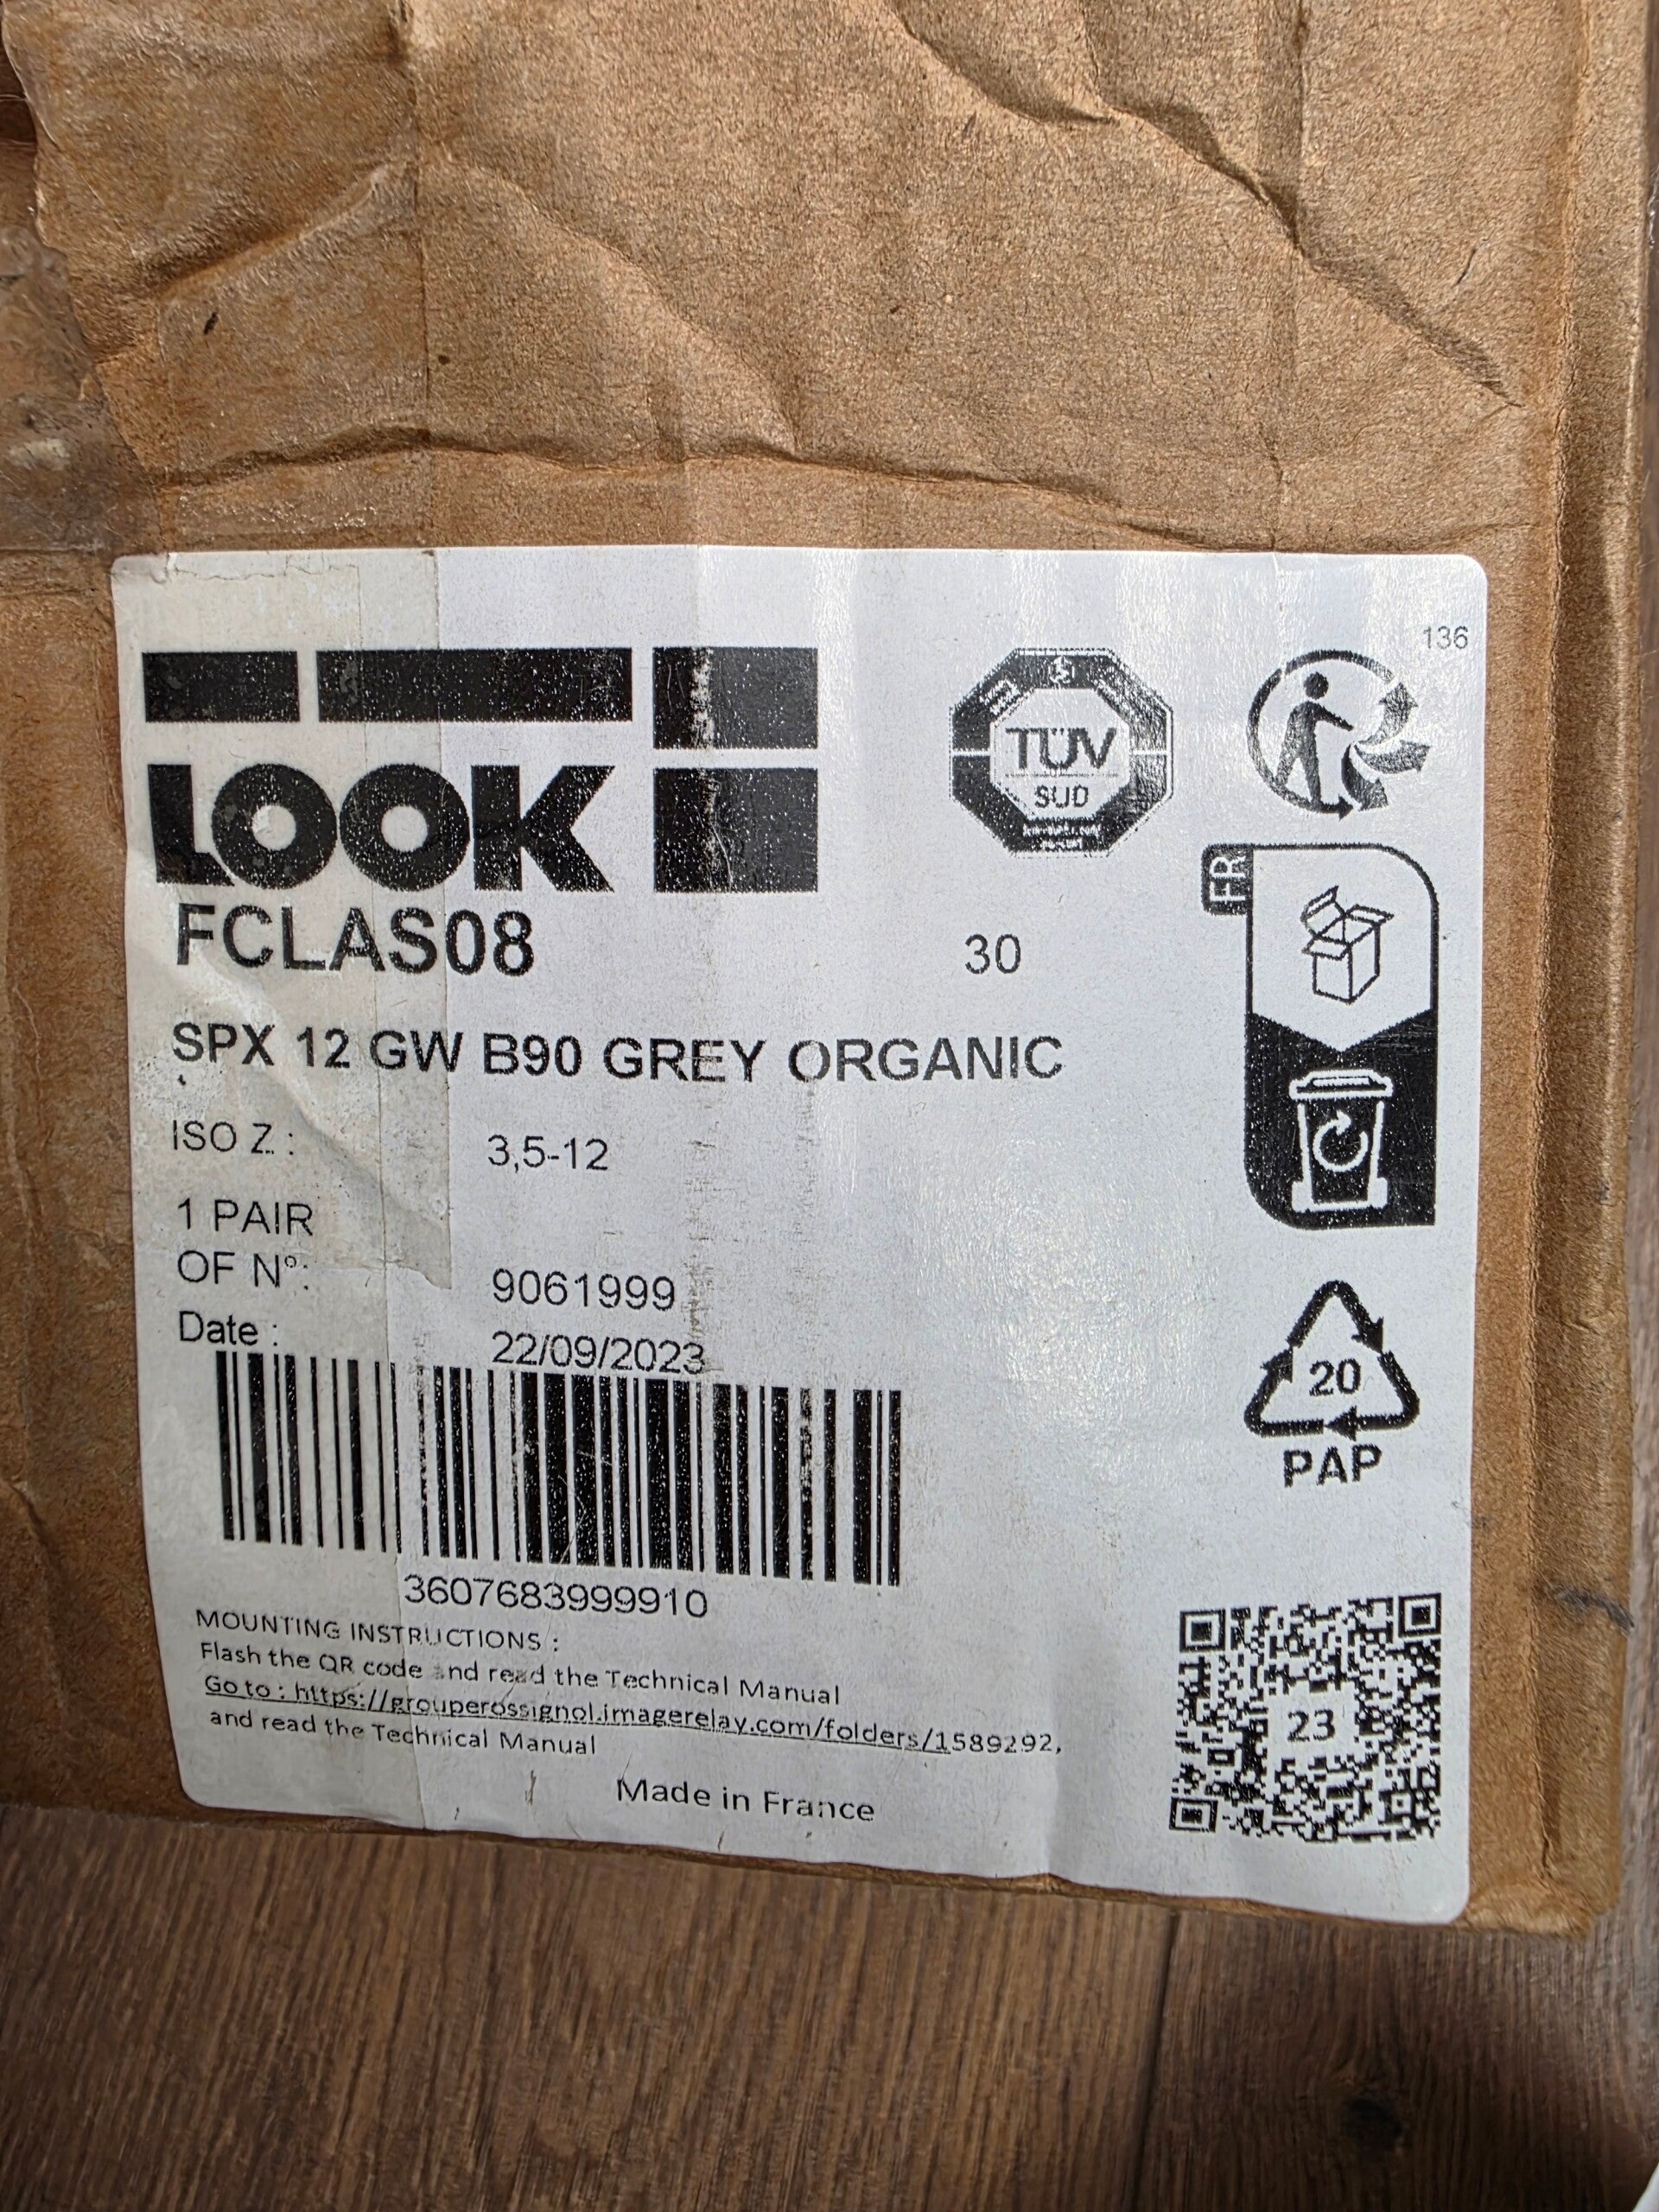 136
LOOK
TÜV
SUD
FR
FCLAS08
30
SPX 12 GW B90 GREY ORGANIC
ISO Z : 3,5-12
1 PAIR
OF N°: 9061999
Date : 22/09/2023
20
PAP
3607683999910
MOUNTING INSTRUCTIONS :
Flash the QR code and read the Technical Manual
Go to : https://grouperossignol.imagerelay.com/folders/1589292,
and read the Technical Manual
23
Made in France